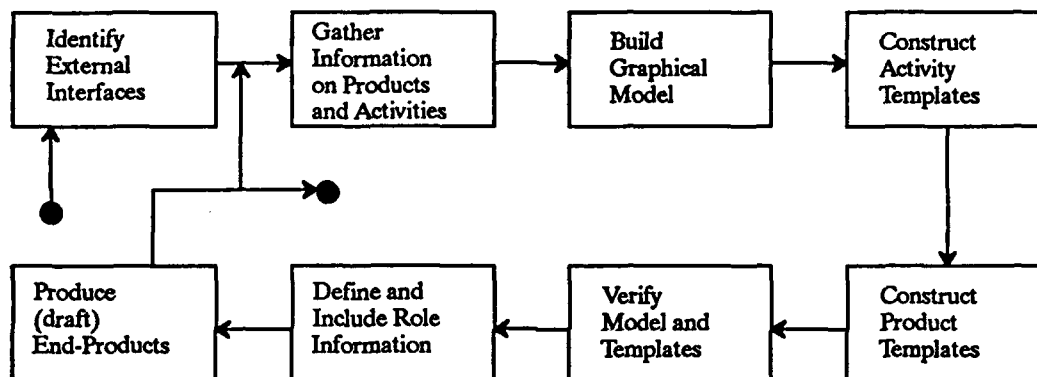 Identify
External
Interfaces
Gather
Information
on Products
and Activities
Build
Graphical
Model
Construct
Activity
Templates
Produce
(draft)
End-Products
Define and
Include Role
Information
Verify
Model and
Templates
Construct
Product
Templates